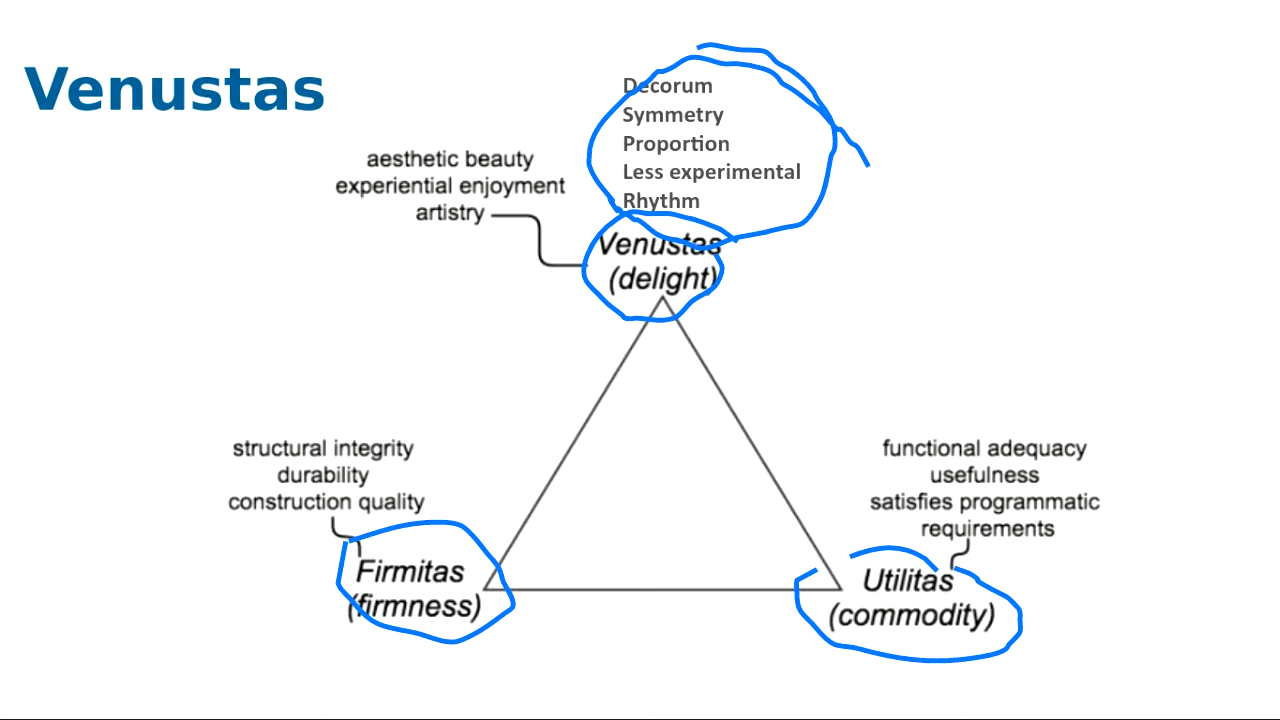 Venustas
Decorum
Symmetry
Proportion
Less experimental
Rhythm
aesthetic beauty
experiential enjoyment
artistry
Venustas
(delight)
structural integrity
durability
construction quality
Firmitas
(firmness)
functional adequacy
usefulness
satisfies programmatic
requirements
Utilitas
(commodity)